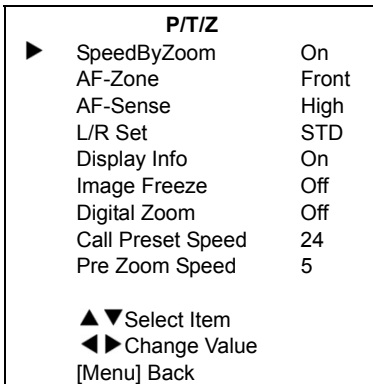 P/T/Z
▶ SpeedByZoom On
AF-Zone Front
AF-Sense High
L/R Set STD
Display Info On
Image Freeze Off
Digital Zoom Off
Call Preset Speed 24
Pre Zoom Speed 5
▲▼Select Item
◀▶Change Value
[Menu] Back